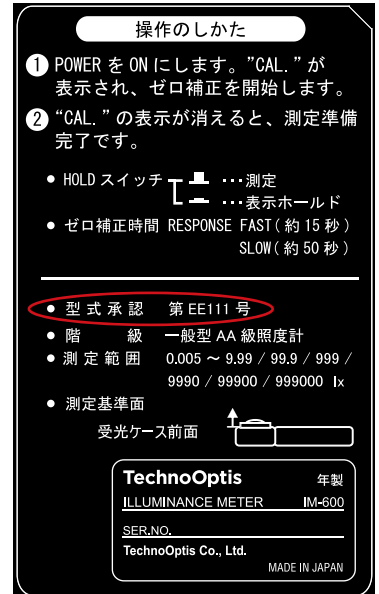 操作のしかた
① POWER を ON にします。"CAL." が
表示され、ゼロ補正を開始します。
② "CAL." の表示が消えると、測定準備
完了です。
● HOLD スイッチ …測定
…表示ホールド
● ゼロ補正時間 RESPONSE FAST(約 15 秒)
SLOW(約 50 秒)
● 型式承認 第 EE111 号
● 階級 一般型 AA 級照度計
● 測定範囲 0.005 ～ 9.99 / 99.9 / 999 /
9990 / 99900 / 999000 lx
● 測定基準面
受光ケース前面
TechnoOptis 年製
ILLUMINANCE METER IM-600
SER.NO.
TechnoOptis Co., Ltd.
MADE IN JAPAN